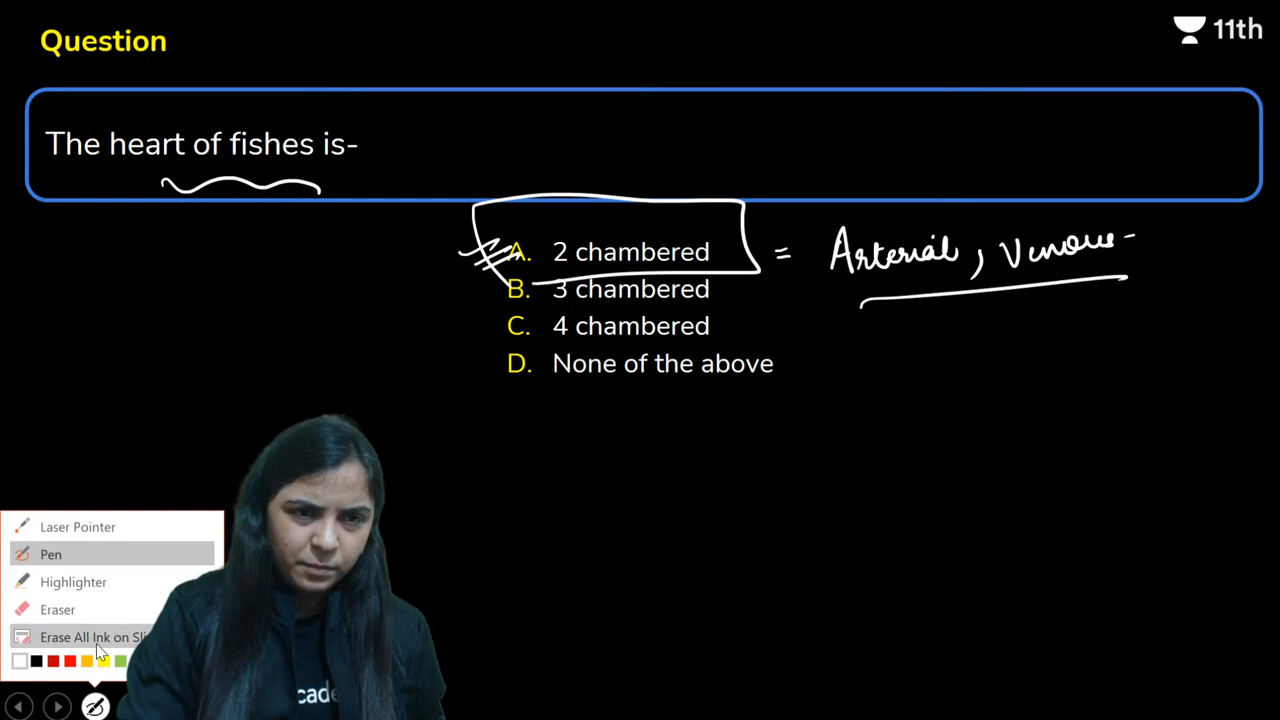 Question
11th
The heart of fishes is-
A. 2 chambered = Arterial, Venous
B. 3 chambered
C. 4 chambered
D. None of the above
Laser Pointer
Pen
Highlighter
Eraser
Erase All Ink on Sli
cade